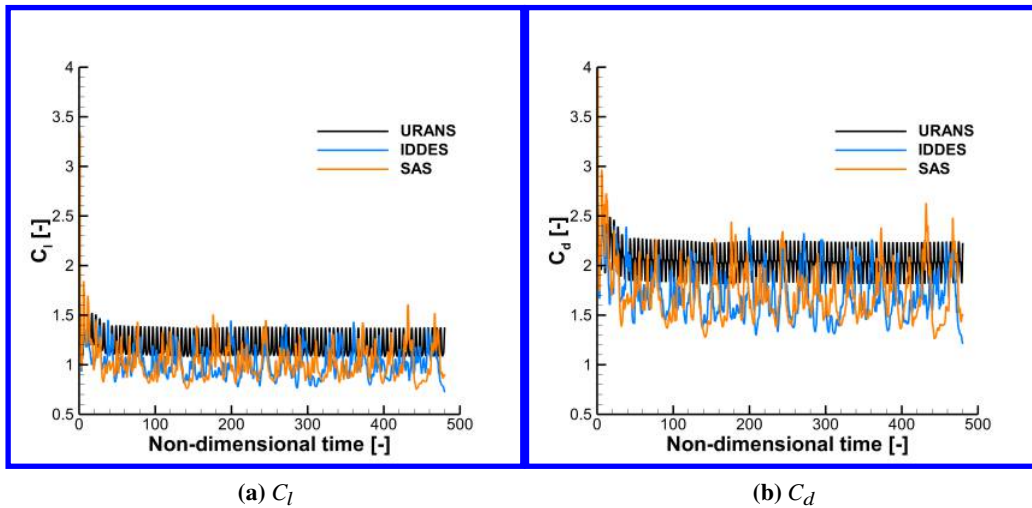 4
3.5
3
2.5
2
1.5
1
0.5
C_l [-]
URANS
IDDES
SAS
0 100 200 300 400 500
Non-dimensional time [-]
(a) C_l
4
3.5
3
2.5
2
1.5
1
0.5
C_d [-]
URANS
IDDES
SAS
0 100 200 300 400 500
Non-dimensional time [-]
(b) C_d